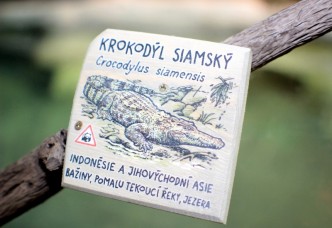 KROKODÝL SIAMSKÝ
Crocodylus siamensis
INDONÉSIE A JIHOVÝCHODNÍ ASIE
BAŽINY, POMALU TEKOUCÍ ŘEKY, JEZERA